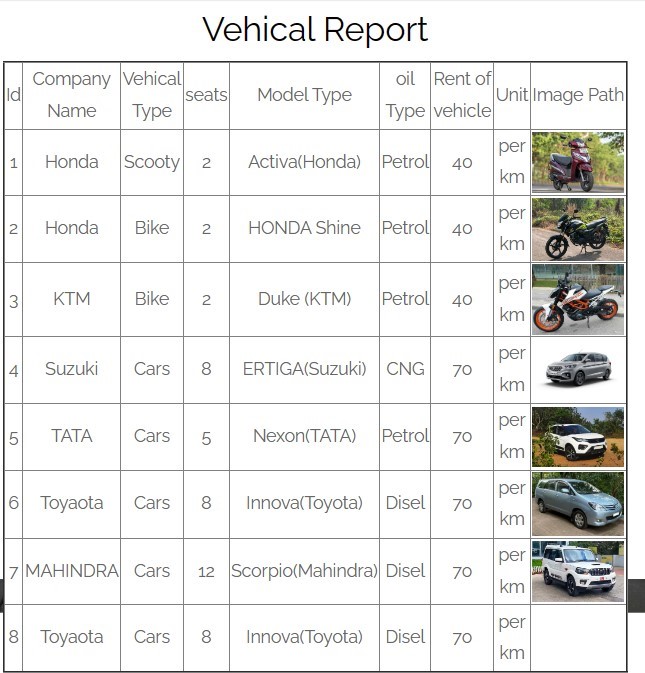 Vehical Report
Id Company Name Vehical Type seats Model Type oil Type Rent of vehicle Unit Image Path
1 Honda Scooty 2 Activa(Honda) Petrol 40 per km
2 Honda Bike 2 HONDA Shine Petrol 40 per km
3 KTM Bike 2 Duke (KTM) Petrol 40 per km
4 Suzuki Cars 8 ERTIGA(Suzuki) CNG 70 per km
5 TATA Cars 5 Nexon(TATA) Petrol 70 per km
6 Toyaota Cars 8 Innova(Toyota) Disel 70 per km
7 MAHINDRA Cars 12 Scorpio(Mahindra) Disel 70 per km
8 Toyaota Cars 8 Innova(Toyota) Disel 70 per km